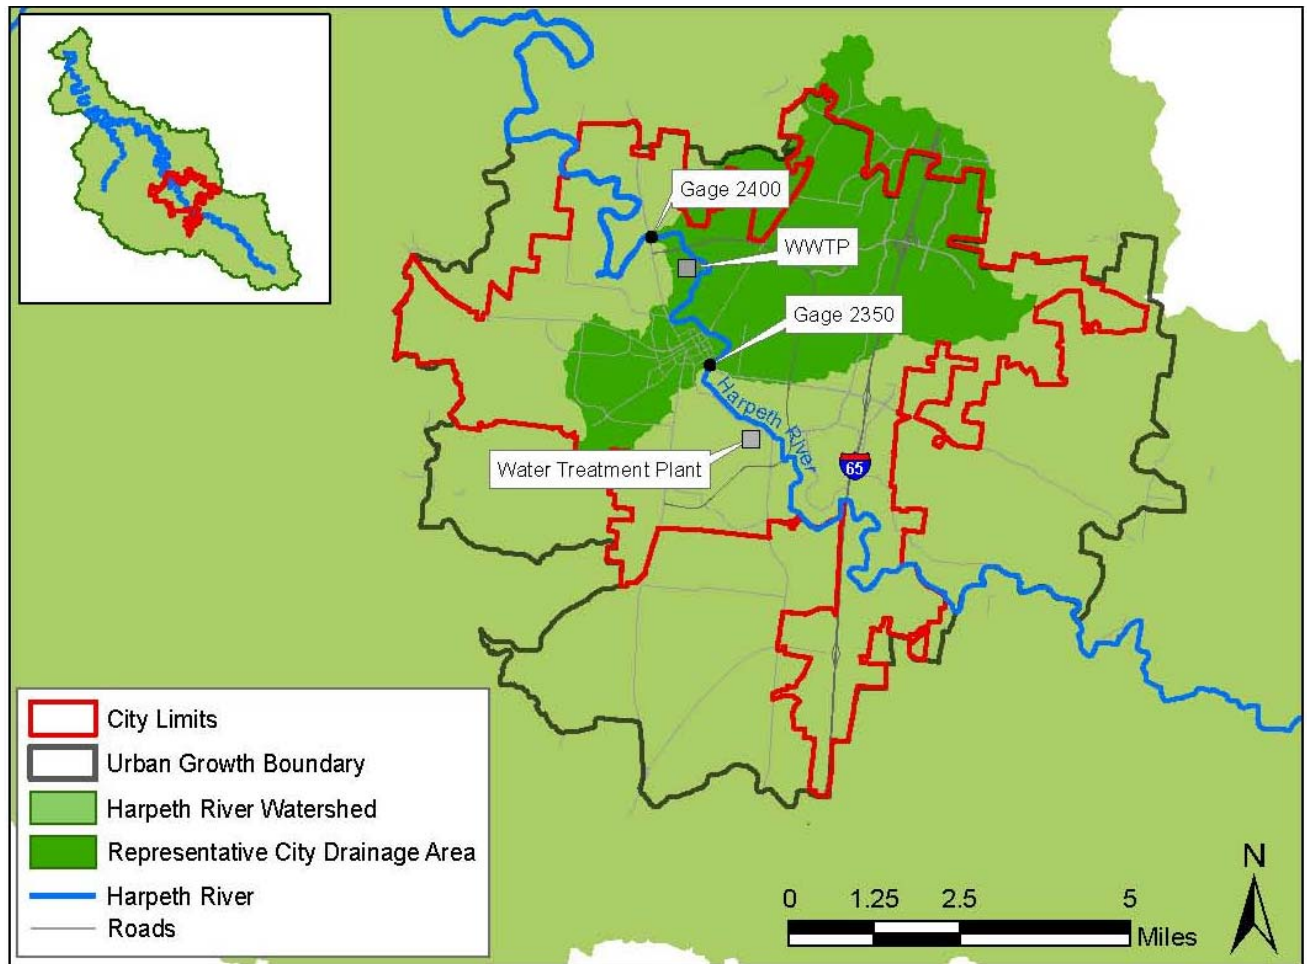 Gage 2400
WWTP
Gage 2350
Harpeth River
Water Treatment Plant
65
City Limits
Urban Growth Boundary
Harpeth River Watershed
Representative City Drainage Area
Harpeth River
Roads
0 1.25 2.5 5
Miles
N